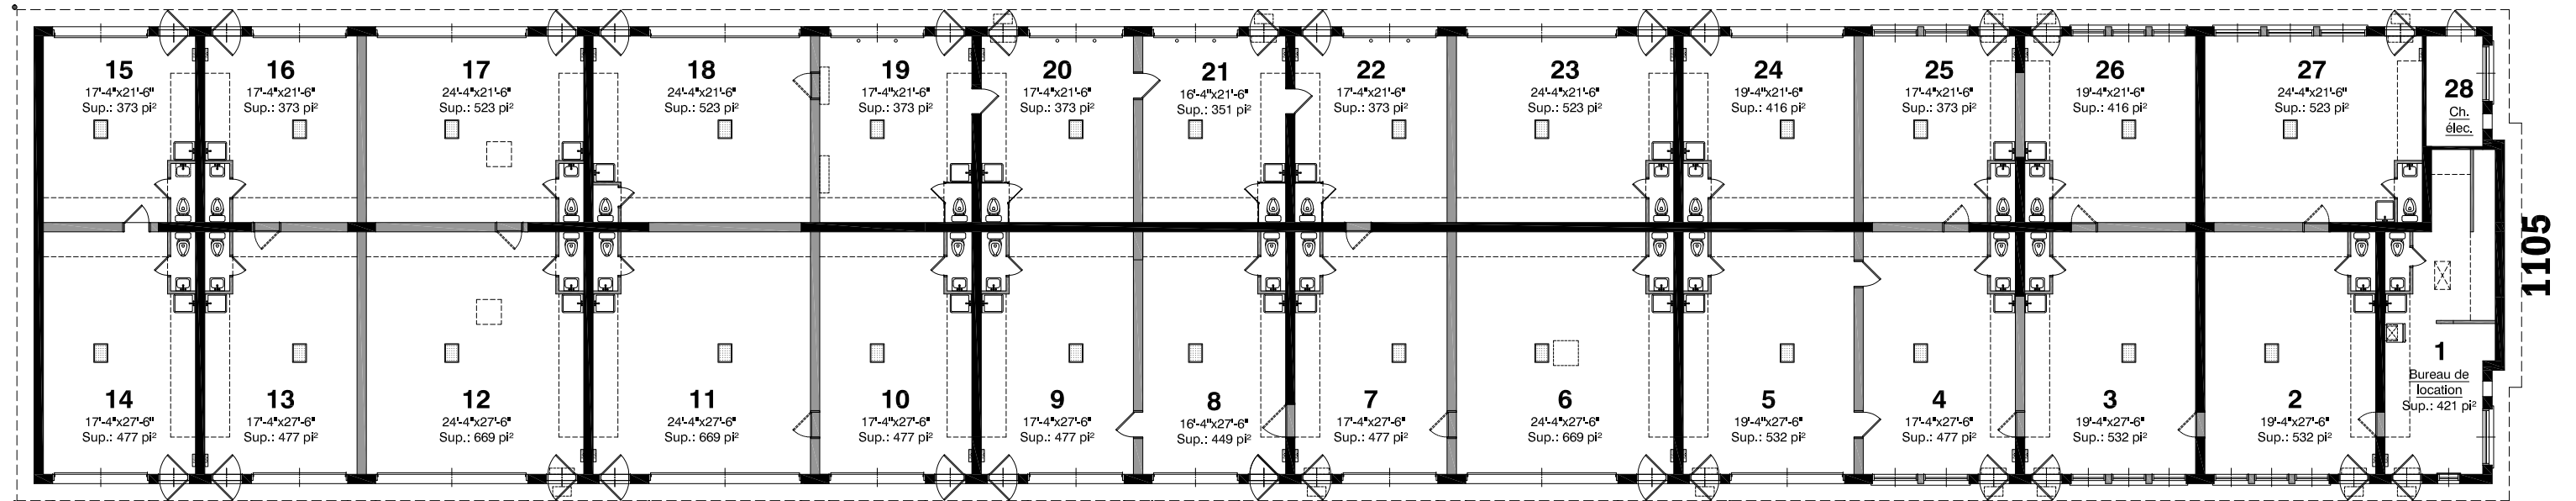 15
17'-4"x21'-6"
Sup.: 373 pi²
16
17'-4"x21'-6"
Sup.: 373 pi²
17
24'-4"x21'-6"
Sup.: 523 pi²
18
24'-4"x21'-6"
Sup.: 523 pi²
19
17'-4"x21'-6"
Sup.: 373 pi²
20
17'-4"x21'-6"
Sup.: 373 pi²
21
16'-4"x21'-6"
Sup.: 351 pi²
22
17'-4"x21'-6"
Sup.: 373 pi²
23
24'-4"x21'-6"
Sup.: 523 pi²
24
19'-4"x21'-6"
Sup.: 416 pi²
25
17'-4"x21'-6"
Sup.: 373 pi²
26
19'-4"x21'-6"
Sup.: 416 pi²
27
24'-4"x21'-6"
Sup.: 523 pi²
28
Ch.
élec.
14
17'-4"x27'-6"
Sup.: 477 pi²
13
17'-4"x27'-6"
Sup.: 477 pi²
12
24'-4"x27'-6"
Sup.: 669 pi²
11
24'-4"x27'-6"
Sup.: 669 pi²
10
17'-4"x27'-6"
Sup.: 477 pi²
9
17'-4"x27'-6"
Sup.: 477 pi²
8
16'-4"x27'-6"
Sup.: 449 pi²
7
17'-4"x27'-6"
Sup.: 477 pi²
6
24'-4"x27'-6"
Sup.: 669 pi²
5
19'-4"x27'-6"
Sup.: 532 pi²
4
17'-4"x27'-6"
Sup.: 477 pi²
3
19'-4"x27'-6"
Sup.: 532 pi²
2
19'-4"x27'-6"
Sup.: 532 pi²
1
Bureau de
location
Sup.: 421 pi²
1105